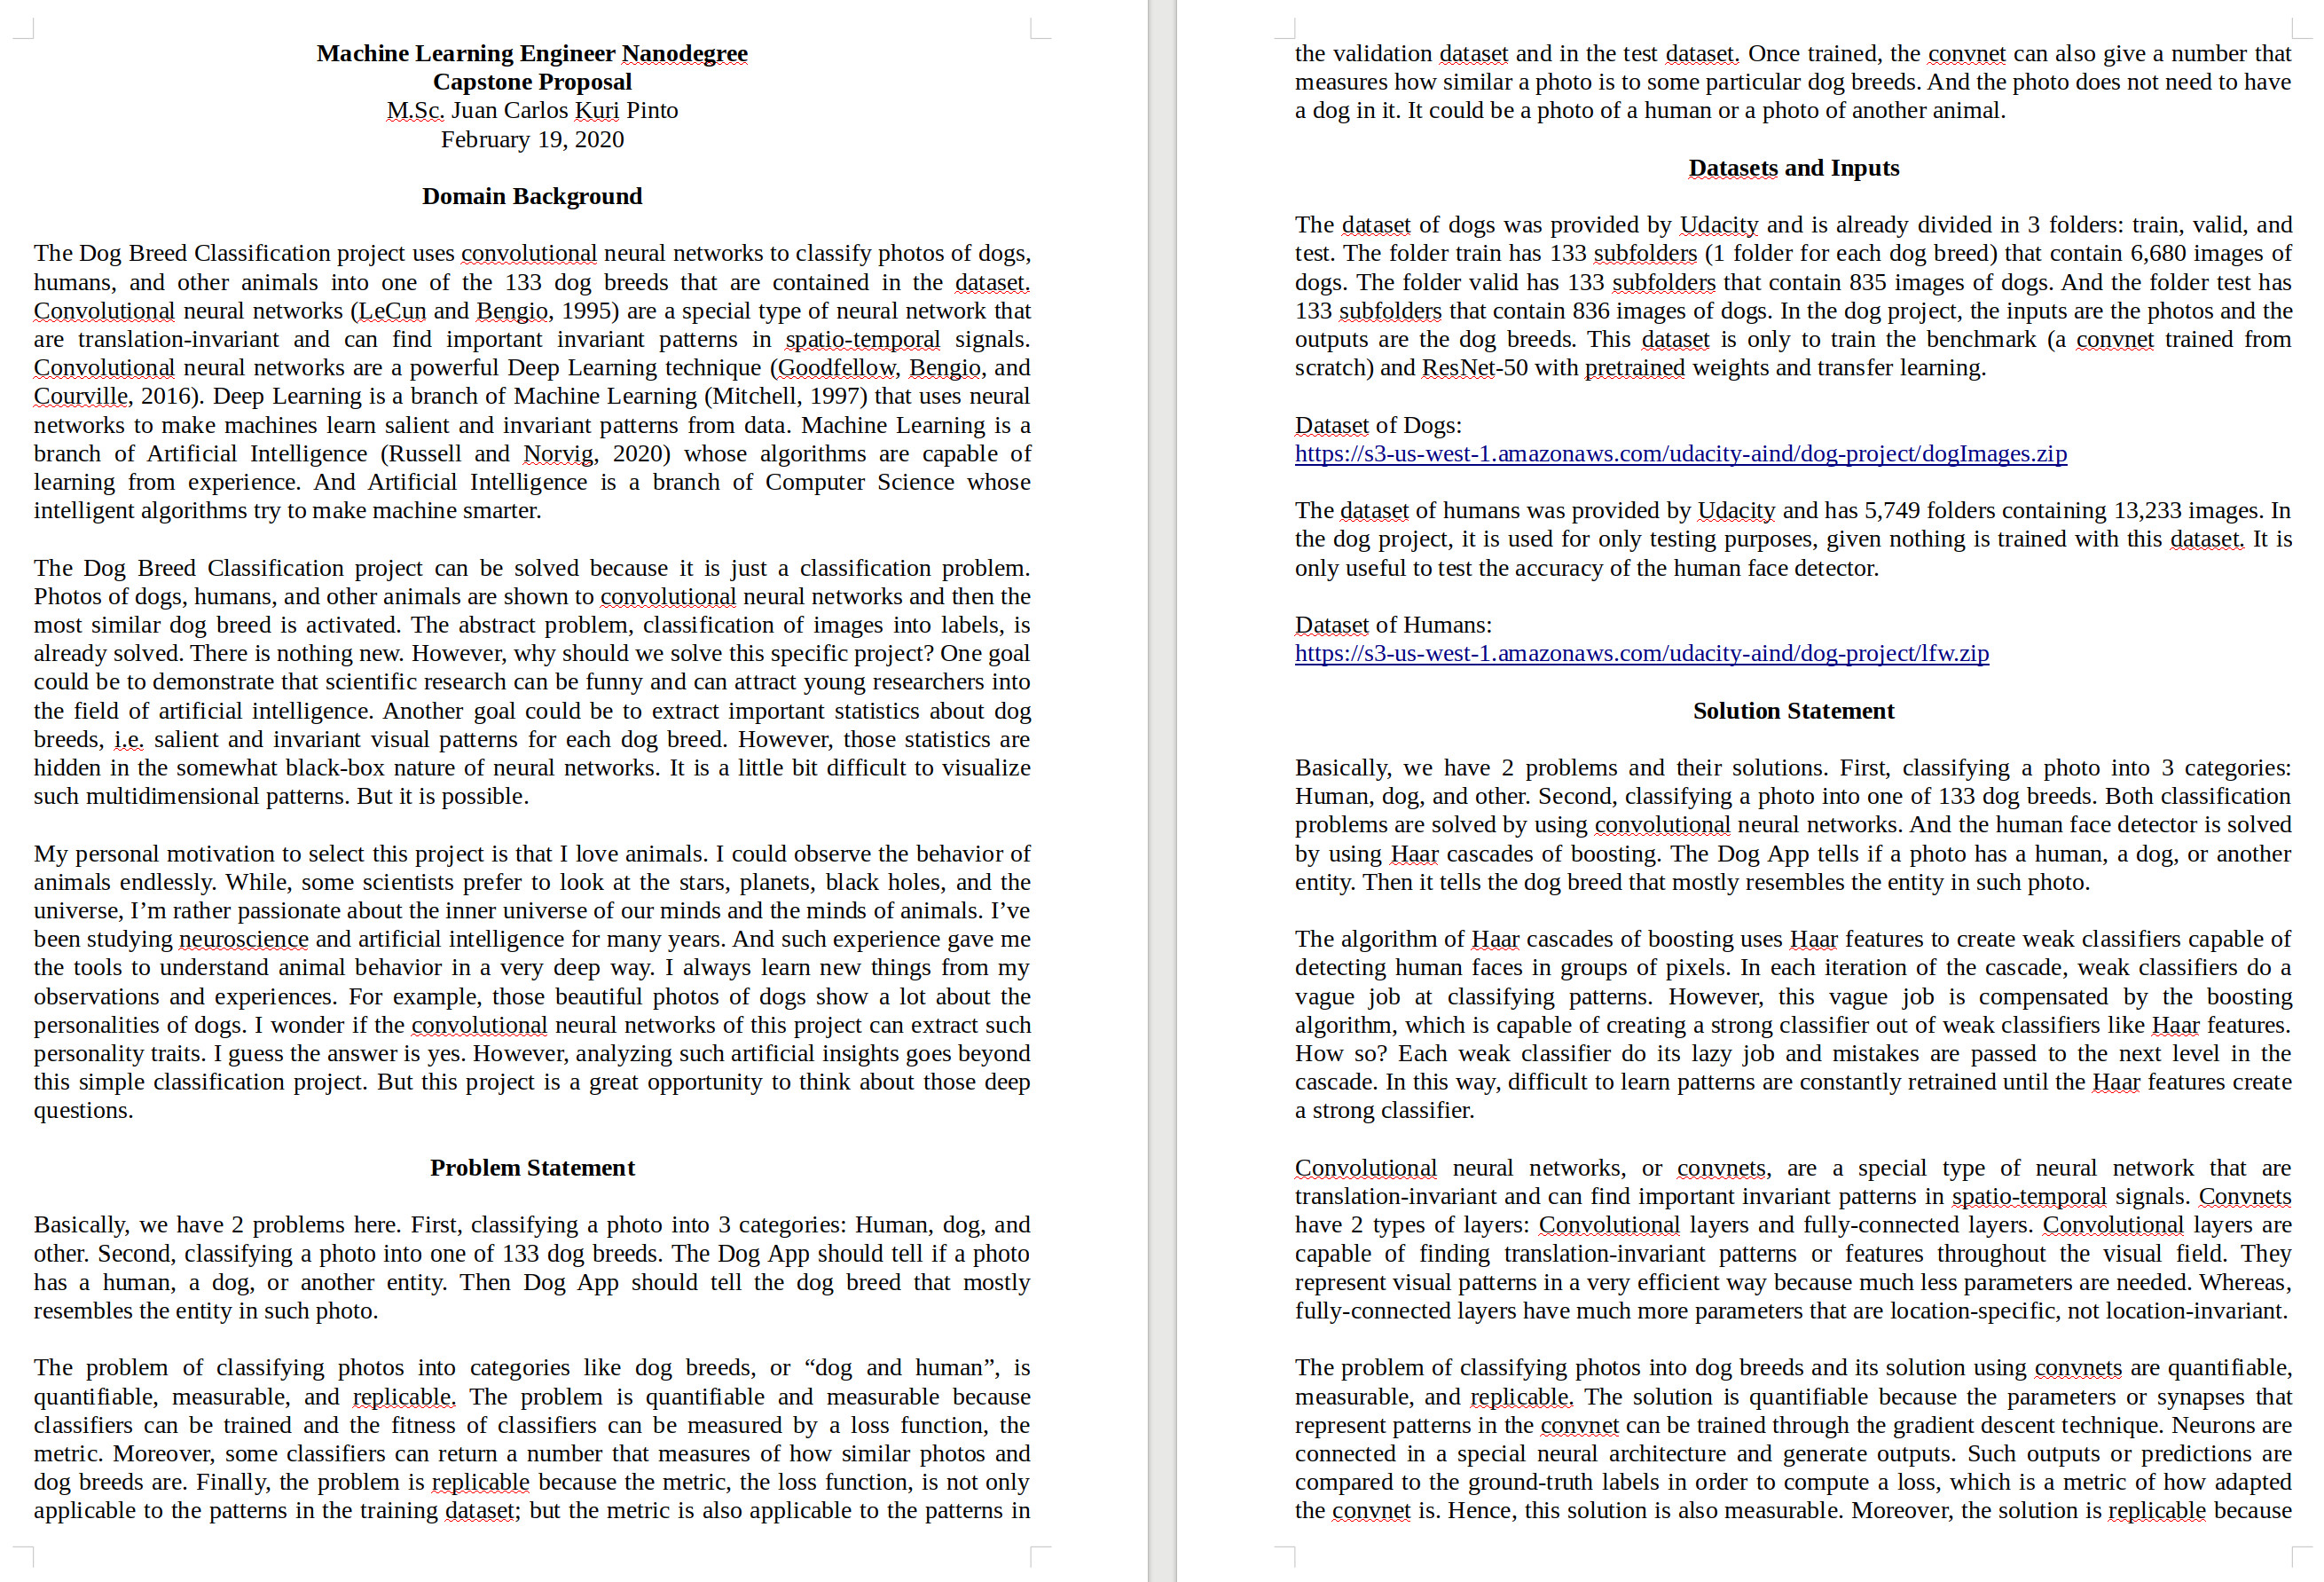 Machine Learning Engineer Nanodegree
Capstone Proposal
M.Sc. Juan Carlos Kuri Pinto
February 19, 2020
Domain Background
The Dog Breed Classification project uses convolutional neural networks to classify photos of dogs,
humans, and other animals into one of the 133 dog breeds that are contained in the dataset.
Convolutional neural networks (LeCun and Bengio, 1995) are a special type of neural network that
are translation-invariant and can find important invariant patterns in spatio-temporal signals.
Convolutional neural networks are a powerful Deep Learning technique (Goodfellow, Bengio, and
Courville, 2016). Deep Learning is a branch of Machine Learning (Mitchell, 1997) that uses neural
networks to make machines learn salient and invariant patterns from data. Machine Learning is a
branch of Artificial Intelligence (Russell and Norvig, 2020) whose algorithms are capable of
learning from experience. And Artificial Intelligence is a branch of Computer Science whose
intelligent algorithms try to make machine smarter.
The Dog Breed Classification project can be solved because it is just a classification problem.
Photos of dogs, humans, and other animals are shown to convolutional neural networks and then the
most similar dog breed is activated. The abstract problem, classification of images into labels, is
already solved. There is nothing new. However, why should we solve this specific project? One goal
could be to demonstrate that scientific research can be funny and can attract young researchers into
the field of artificial intelligence. Another goal could be to extract important statistics about dog
breeds, i.e. salient and invariant visual patterns for each dog breed. However, those statistics are
hidden in the somewhat black-box nature of neural networks. It is a little bit difficult to visualize
such multidimensional patterns. But it is possible.
My personal motivation to select this project is that I love animals. I could observe the behavior of
animals endlessly. While, some scientists prefer to look at the stars, planets, black holes, and the
universe, I’m rather passionate about the inner universe of our minds and the minds of animals. I’ve
been studying neuroscience and artificial intelligence for many years. And such experience gave me
the tools to understand animal behavior in a very deep way. I always learn new things from my
observations and experiences. For example, those beautiful photos of dogs show a lot about the
personalities of dogs. I wonder if the convolutional neural networks of this project can extract such
personality traits. I guess the answer is yes. However, analyzing such artificial insights goes beyond
this simple classification project. But this project is a great opportunity to think about those deep
questions.
Problem Statement
Basically, we have 2 problems here. First, classifying a photo into 3 categories: Human, dog, and
other. Second, classifying a photo into one of 133 dog breeds. The Dog App should tell if a photo
has a human, a dog, or another entity. Then Dog App should tell the dog breed that mostly
resembles the entity in such photo.
The problem of classifying photos into categories like dog breeds, or “dog and human”, is
quantifiable, measurable, and replicable. The problem is quantifiable and measurable because
classifiers can be trained and the fitness of classifiers can be measured by a loss function, the
metric. Moreover, some classifiers can return a number that measures of how similar photos and
dog breeds are. Finally, the problem is replicable because the metric, the loss function, is not only
applicable to the patterns in the training dataset; but the metric is also applicable to the patterns in
the validation dataset and in the test dataset. Once trained, the convnet can also give a number that
measures how similar a photo is to some particular dog breeds. And the photo does not need to have
a dog in it. It could be a photo of a human or a photo of another animal.
Datasets and Inputs
The dataset of dogs was provided by Udacity and is already divided in 3 folders: train, valid, and
test. The folder train has 133 subfolders (1 folder for each dog breed) that contain 6,680 images of
dogs. The folder valid has 133 subfolders that contain 835 images of dogs. And the folder test has
133 subfolders that contain 836 images of dogs. In the dog project, the inputs are the photos and the
outputs are the dog breeds. This dataset is only to train the benchmark (a convnet trained from
scratch) and ResNet-50 with pretrained weights and transfer learning.
Dataset of Dogs:
https://s3-us-west-1.amazonaws.com/udacity-aind/dog-project/dogImages.zip
The dataset of humans was provided by Udacity and has 5,749 folders containing 13,233 images. In
the dog project, it is used for only testing purposes, given nothing is trained with this dataset. It is
only useful to test the accuracy of the human face detector.
Dataset of Humans:
https://s3-us-west-1.amazonaws.com/udacity-aind/dog-project/lfw.zip
Solution Statement
Basically, we have 2 problems and their solutions. First, classifying a photo into 3 categories:
Human, dog, and other. Second, classifying a photo into one of 133 dog breeds. Both classification
problems are solved by using convolutional neural networks. And the human face detector is solved
by using Haar cascades of boosting. The Dog App tells if a photo has a human, a dog, or another
entity. Then it tells the dog breed that mostly resembles the entity in such photo.
The algorithm of Haar cascades of boosting uses Haar features to create weak classifiers capable of
detecting human faces in groups of pixels. In each iteration of the cascade, weak classifiers do a
vague job at classifying patterns. However, this vague job is compensated by the boosting
algorithm, which is capable of creating a strong classifier out of weak classifiers like Haar features.
How so? Each weak classifier do its lazy job and mistakes are passed to the next level in the
cascade. In this way, difficult to learn patterns are constantly retrained until the Haar features create
a strong classifier.
Convolutional neural networks, or convnets, are a special type of neural network that are
translation-invariant and can find important invariant patterns in spatio-temporal signals. Convnets
have 2 types of layers: Convolutional layers and fully-connected layers. Convolutional layers are
capable of finding translation-invariant patterns or features throughout the visual field. They
represent visual patterns in a very efficient way because much less parameters are needed. Whereas,
fully-connected layers have much more parameters that are location-specific, not location-invariant.
The problem of classifying photos into dog breeds and its solution using convnets are quantifiable,
measurable, and replicable. The solution is quantifiable because the parameters or synapses that
represent patterns in the convnet can be trained through the gradient descent technique. Neurons are
connected in a special neural architecture and generate outputs. Such outputs or predictions are
compared to the ground-truth labels in order to compute a loss, which is a metric of how adapted
the convnet is. Hence, this solution is also measurable. Moreover, the solution is replicable because